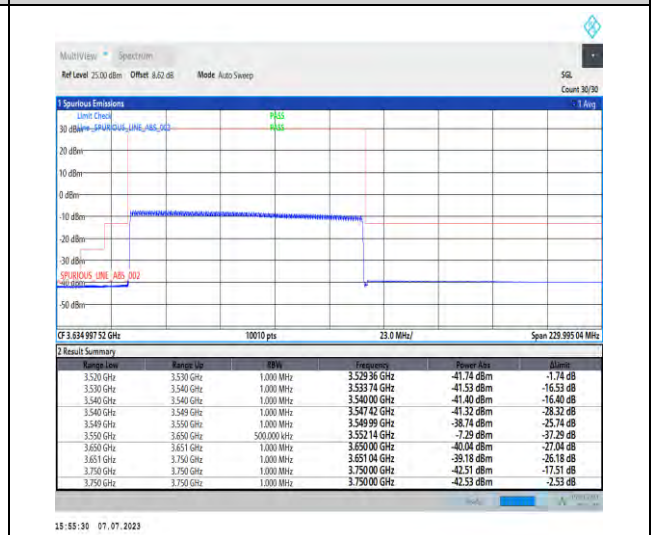 MultiView Spectrum
Ref Level 25.00 dBm Offset 8.62 dB Mode Auto Sweep SGL
Count 30/30
1 Spurious Emissions 1 Avg
Limit Check PASS
30 dBm Line _SPURIOUS_LINE_ABS_002 PASS
20 dBm
10 dBm
0 dBm
-10 dBm
-20 dBm
-30 dBm
SPURIOUS_LINE_ABS_002
-40 dBm
-50 dBm
CF 3.634 997 52 GHz 10010 pts 23.0 MHz/ Span 229.995 04 MHz
2 Result Summary
Range Low Range Up RBW Frequency Power Abs ΔLimit
3.520 GHz 3.530 GHz 1.000 MHz 3.529 36 GHz -41.74 dBm -1.74 dB
3.530 GHz 3.540 GHz 1.000 MHz 3.533 74 GHz -41.53 dBm -16.53 dB
3.540 GHz 3.540 GHz 1.000 MHz 3.540 00 GHz -41.40 dBm -16.40 dB
3.540 GHz 3.549 GHz 1.000 MHz 3.547 42 GHz -41.32 dBm -28.32 dB
3.549 GHz 3.550 GHz 1.000 MHz 3.549 99 GHz -38.74 dBm -25.74 dB
3.550 GHz 3.650 GHz 500.000 kHz 3.552 14 GHz -7.29 dBm -37.29 dB
3.650 GHz 3.651 GHz 1.000 MHz 3.650 00 GHz -40.04 dBm -27.04 dB
3.651 GHz 3.750 GHz 1.000 MHz 3.651 04 GHz -39.18 dBm -26.18 dB
3.750 GHz 3.750 GHz 1.000 MHz 3.750 00 GHz -42.51 dBm -17.51 dB
3.750 GHz 3.750 GHz 1.000 MHz 3.750 00 GHz -42.53 dBm -2.53 dB
15:55:30 07.07.2023